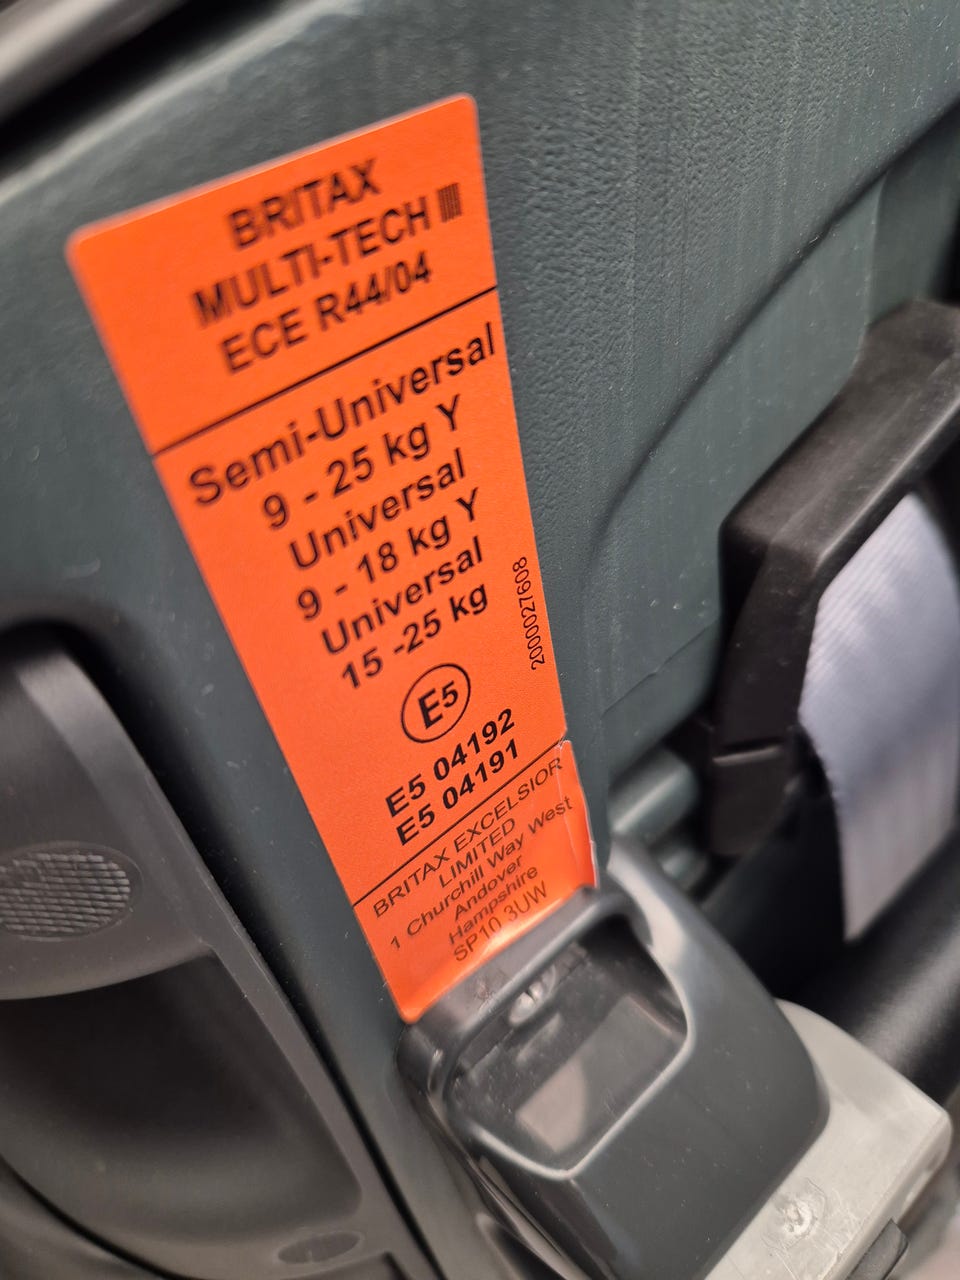 BRITAX
MULTI-TECH III
ECE R44/04
Semi-Universal
9 - 25 kg Y
Universal
9 - 18 kg Y
Universal
15 -25 kg
E5
E5 04192
E5 04191
2000027608
BRITAX EXCELSIOR
LIMITED
1 Churchill Way West
Andover
Hampshire
SP10 3UW